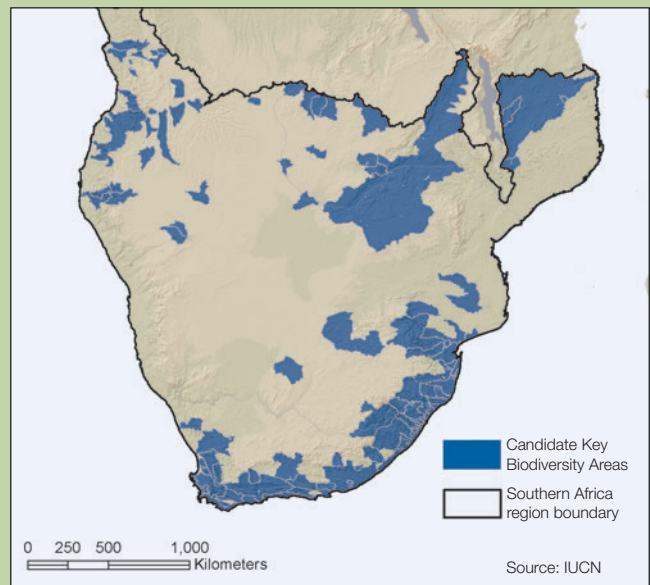 Candidate Key
Biodiversity Areas
Southern Africa
region boundary
0 250 500 1,000
Kilometers
Source: IUCN